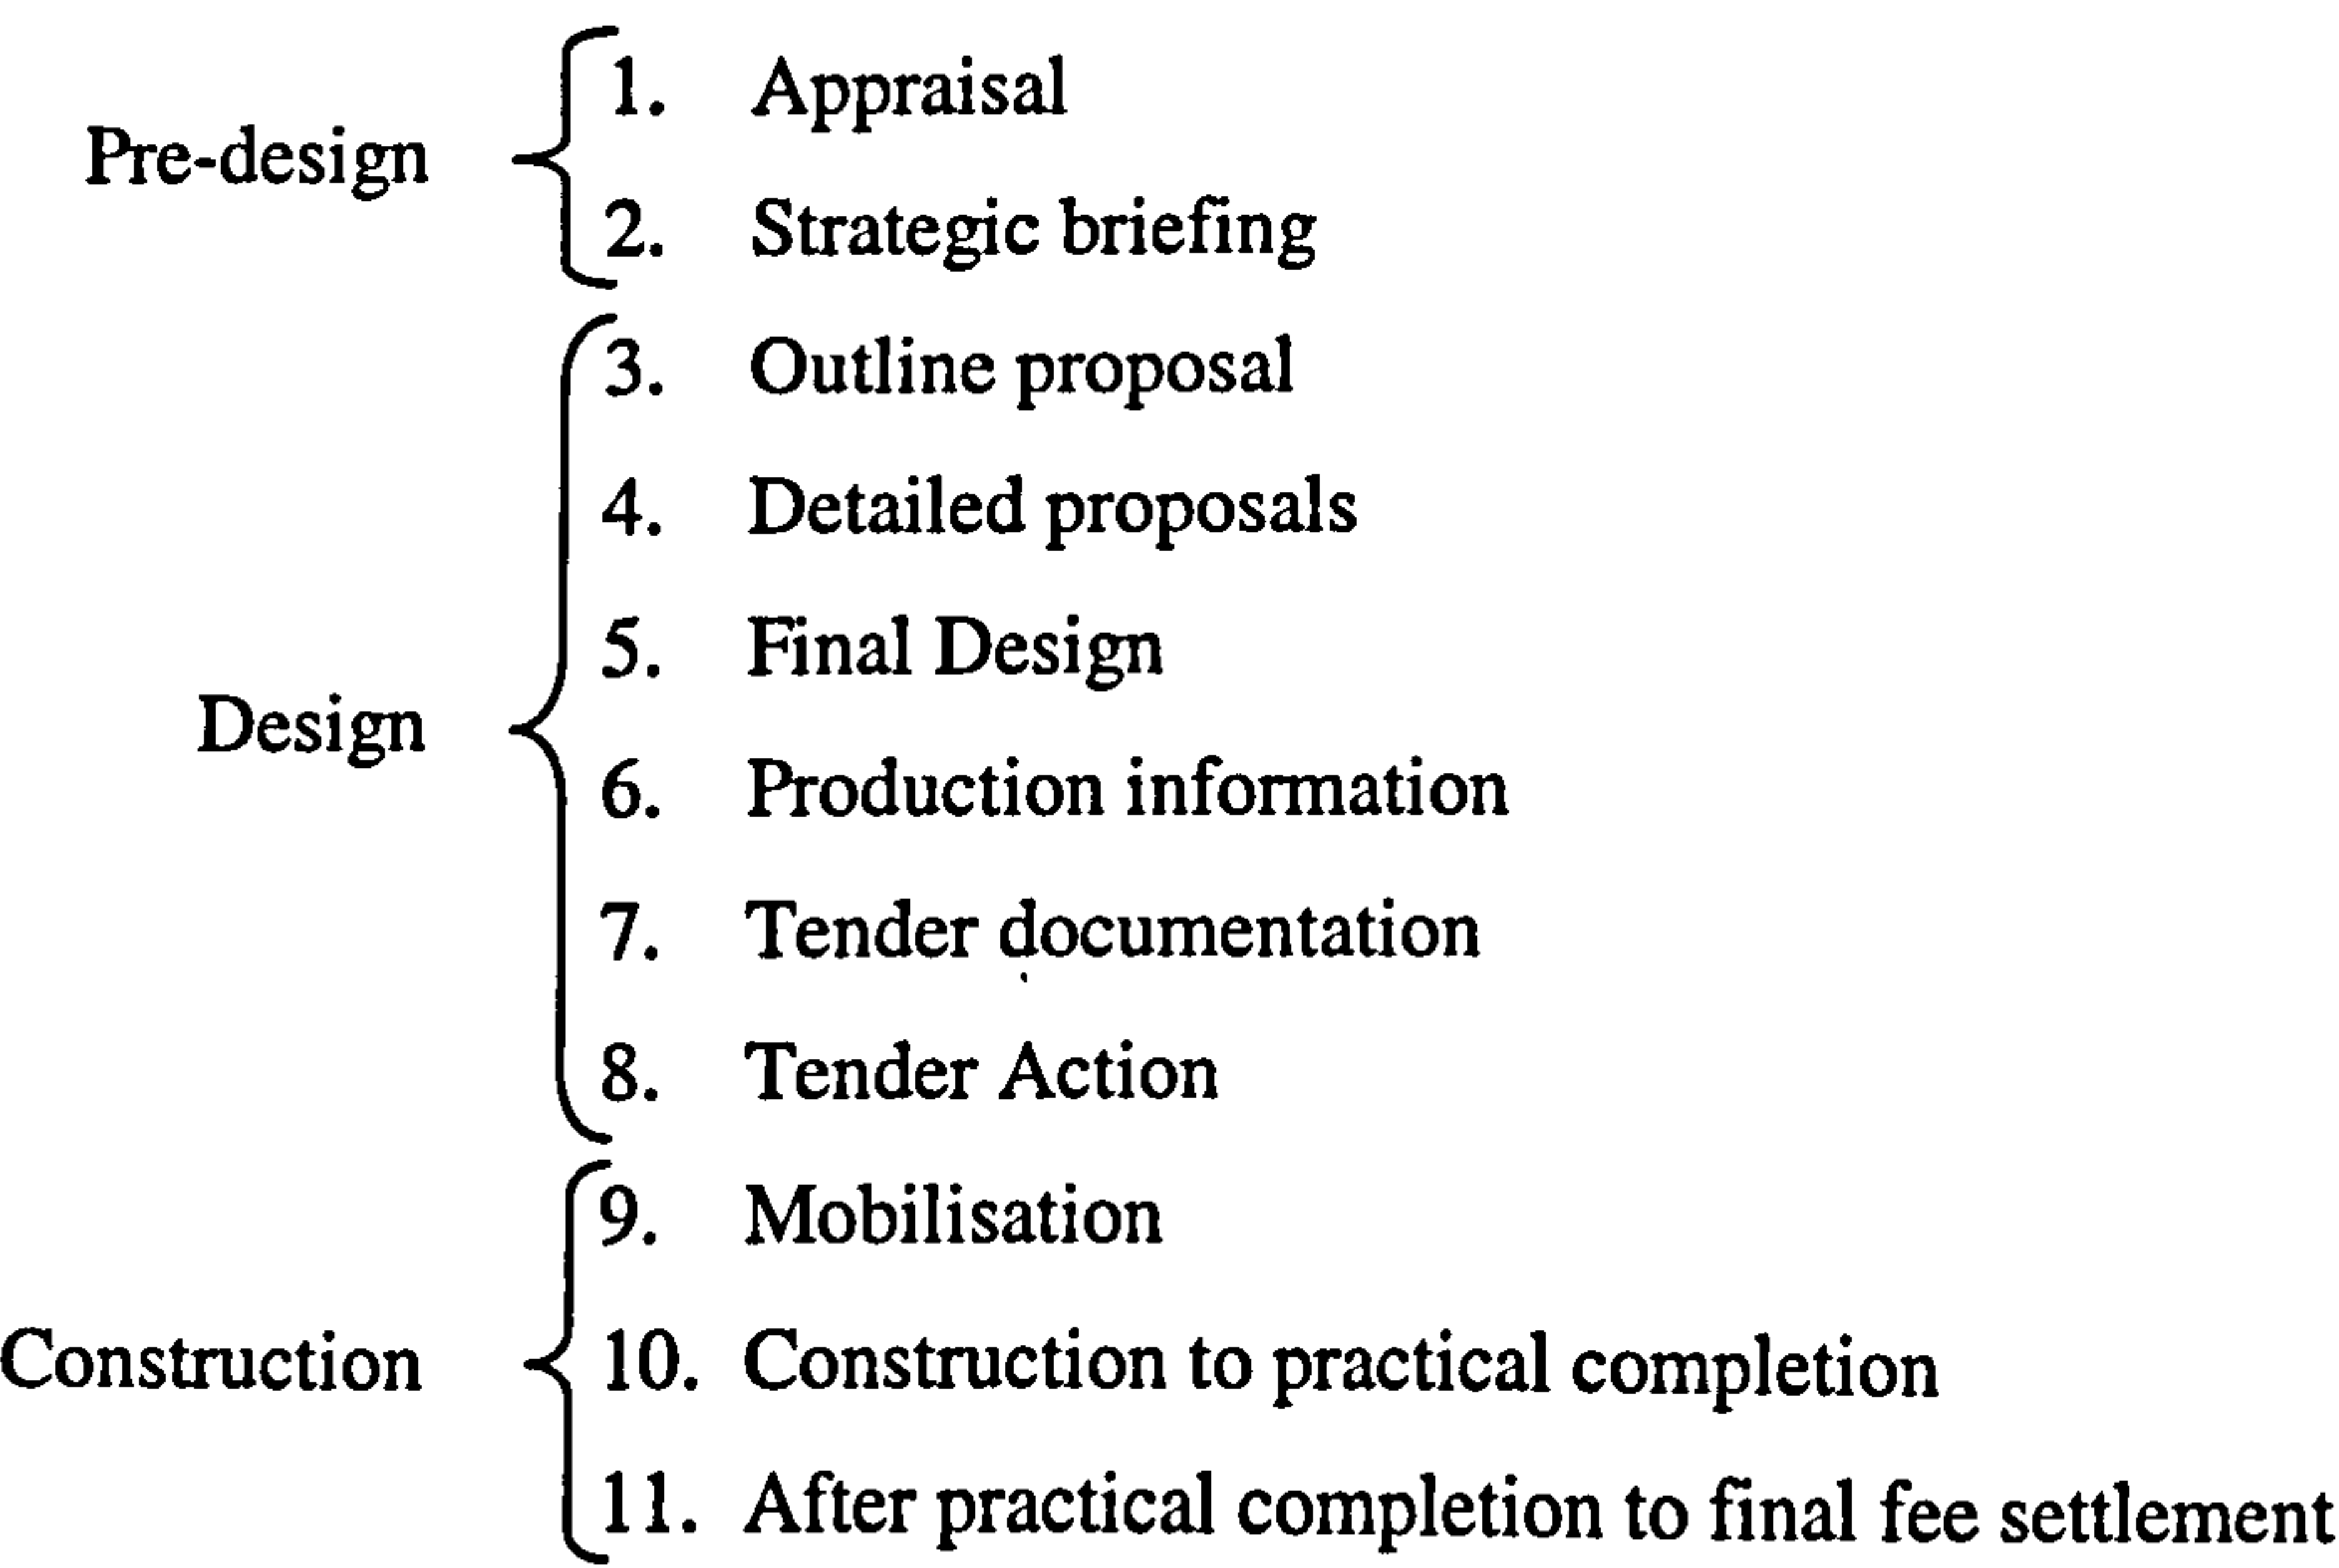 Pre-design
1. Appraisal
2. Strategic briefing
Design
3. Outline proposal
4. Detailed proposals
5. Final Design
6. Production information
7. Tender documentation
8. Tender Action
Construction
9. Mobilisation
10. Construction to practical completion
11. After practical completion to final fee settlement